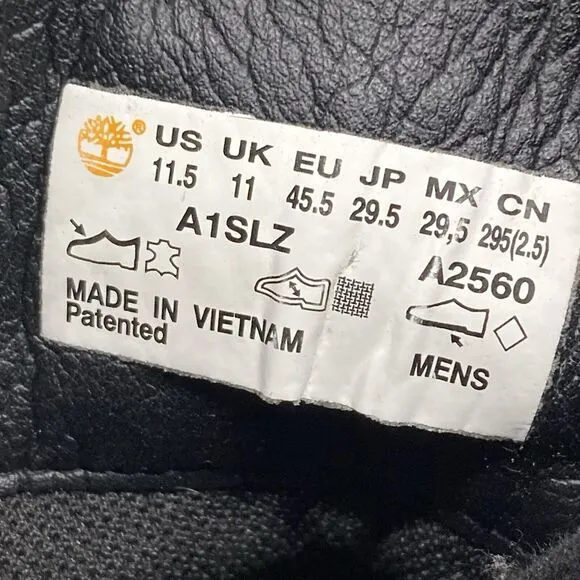 ® US UK EU JP MX CN
11.5 11 45.5 29.5 29,5 295(2.5)
A1SLZ A2560
MADE IN VIETNAM
Patented
MENS